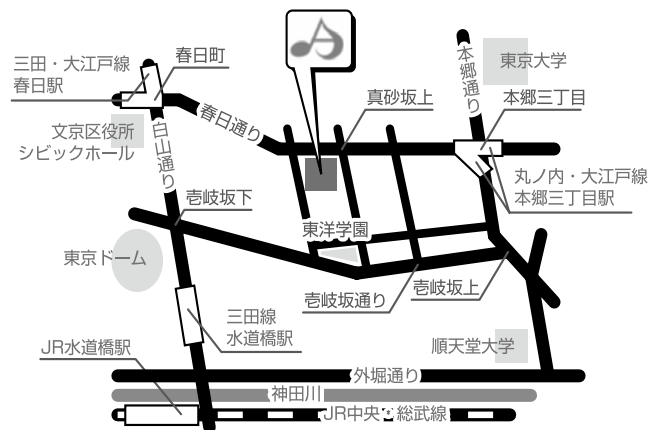 三田・大江戸線
春日駅
春日町
文京区役所
シビックホール
白山通り
春日通り
真砂坂上
本郷通り
東京大学
本郷三丁目
丸ノ内・大江戸線
本郷三丁目駅
壱岐坂下
東洋学園
東京ドーム
壱岐坂通り
壱岐坂上
三田線
水道橋駅
順天堂大学
JR水道橋駅
外堀通り
神田川
JR中央・総武線